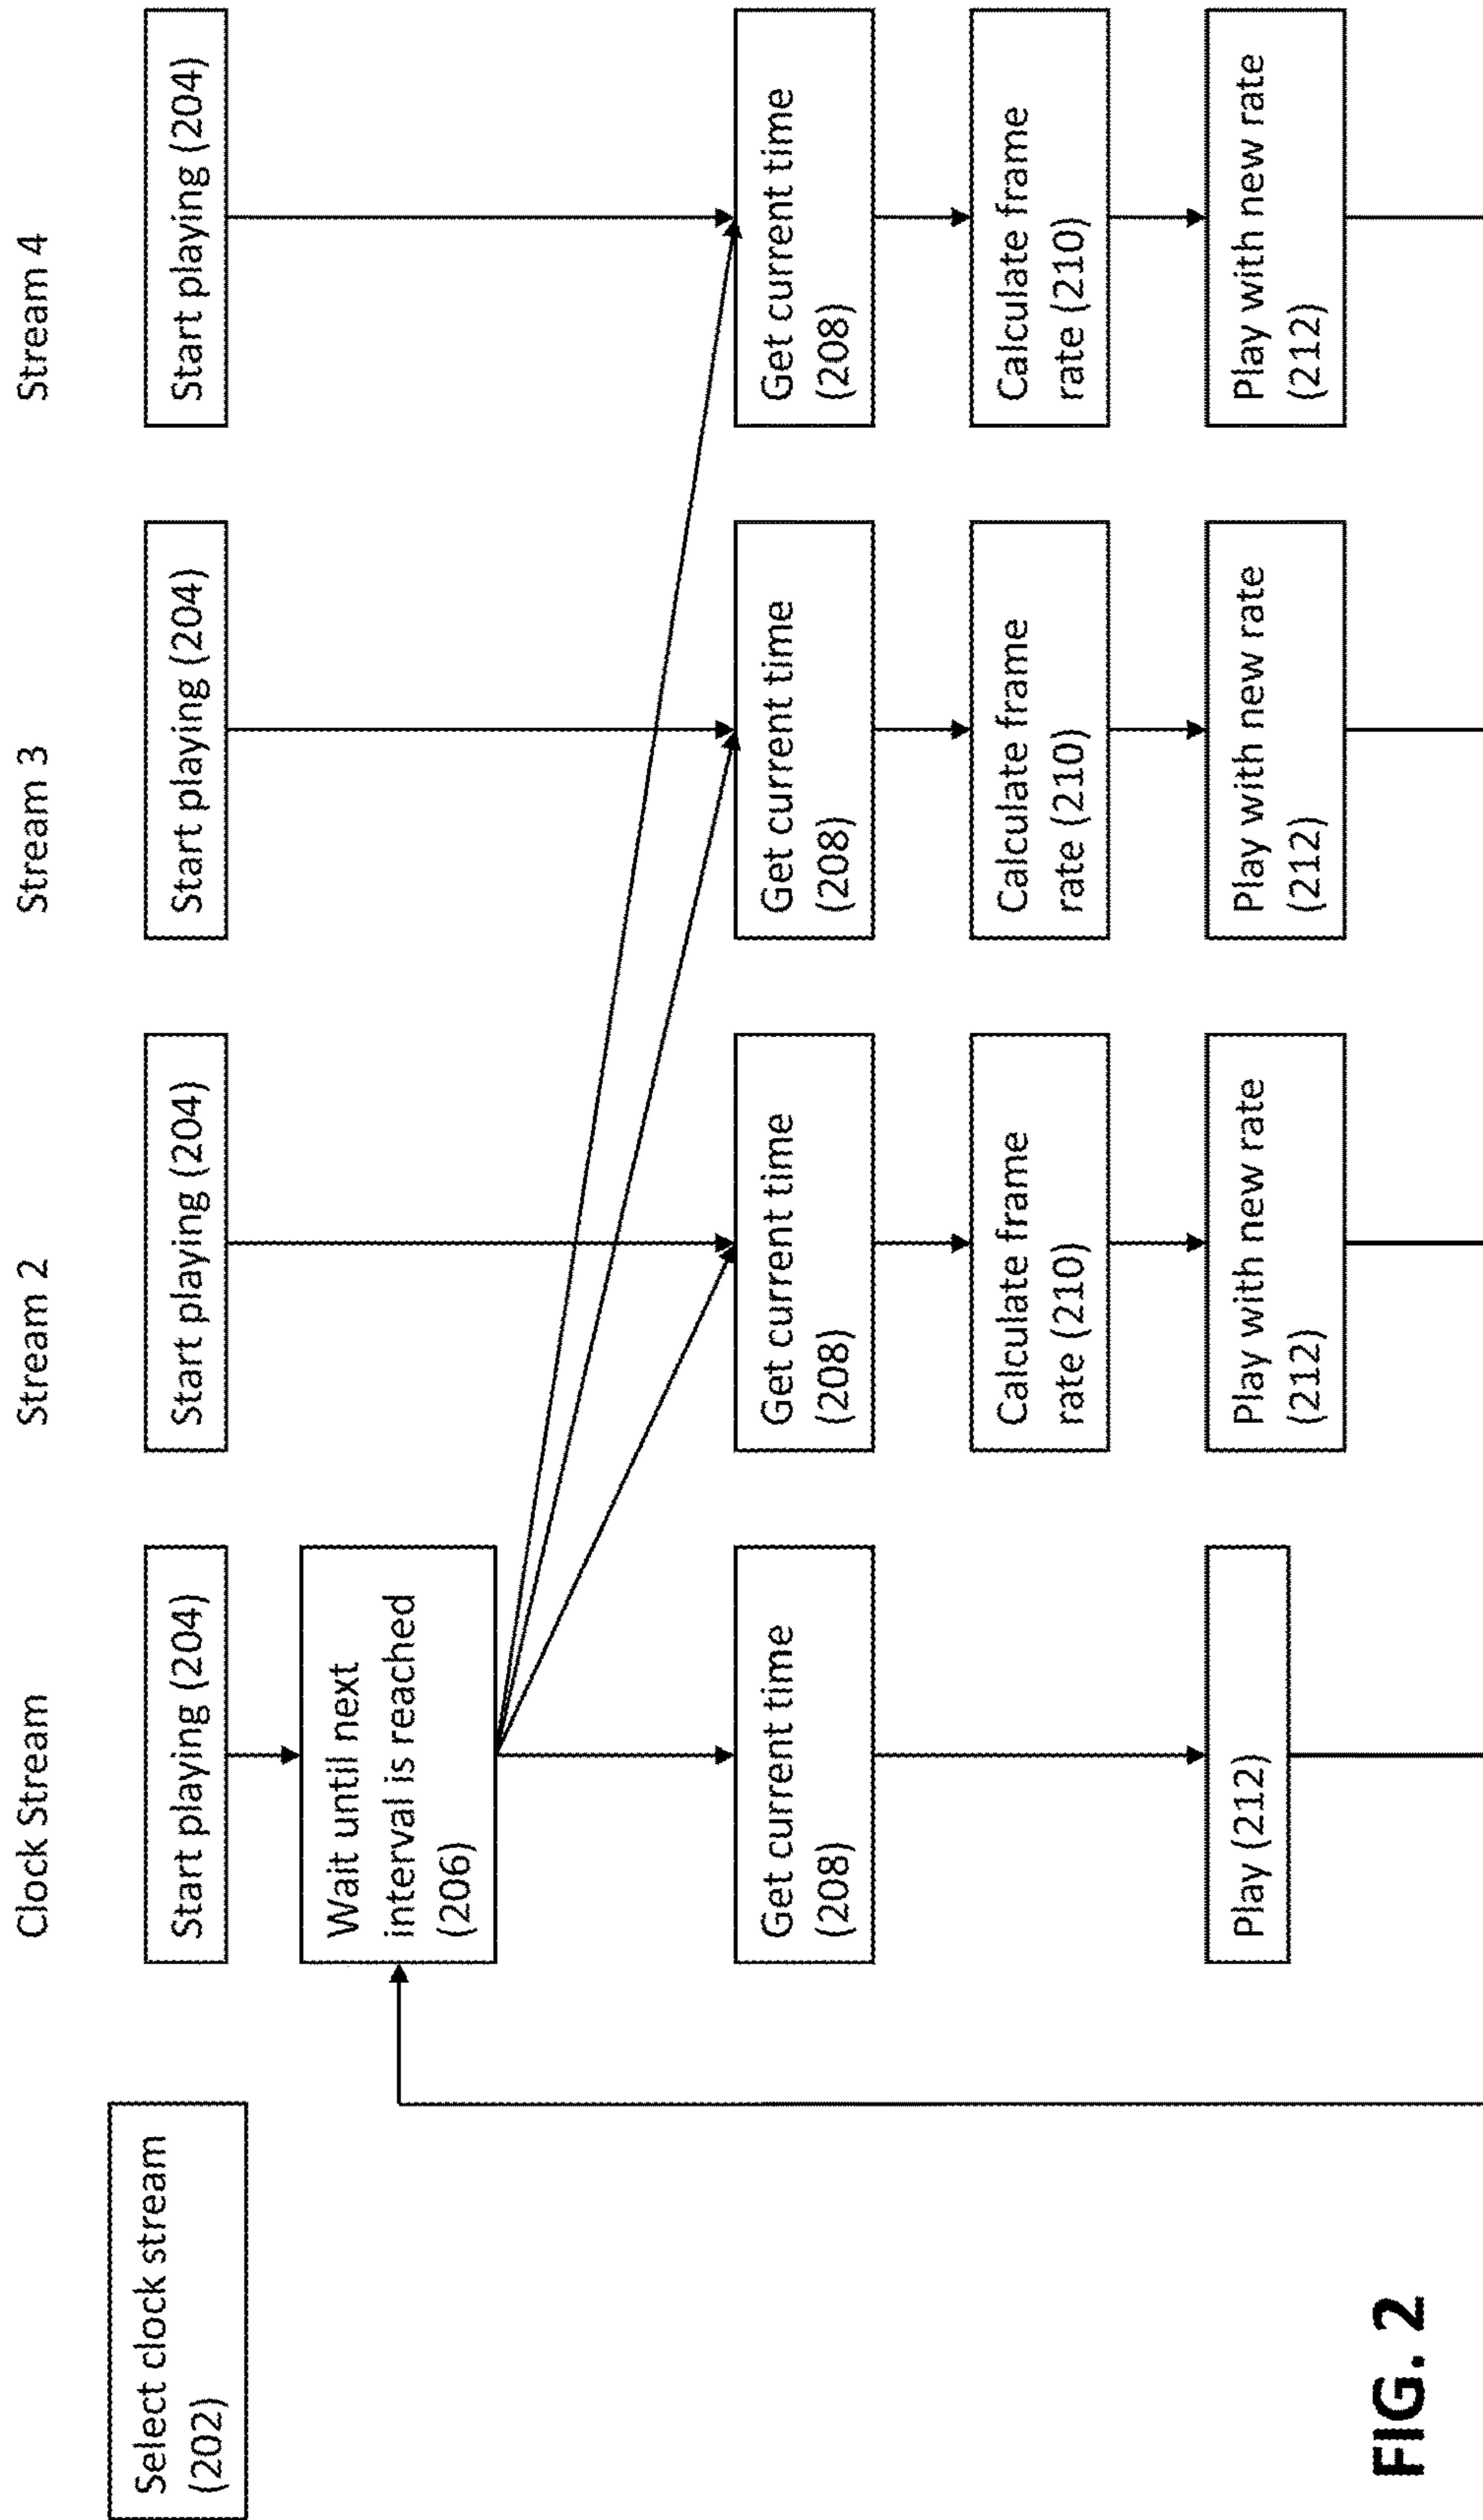 Clock Stream
Stream 2
Stream 3
Stream 4
Select clock stream
(202)
Start playing (204)
Start playing (204)
Start playing (204)
Start playing (204)
Wait until next
interval is reached
(206)
Get current time
(208)
Get current time
(208)
Get current time
(208)
Get current time
(208)
Calculate frame
rate (210)
Calculate frame
rate (210)
Calculate frame
rate (210)
Play (212)
Play with new rate
(212)
Play with new rate
(212)
Play with new rate
(212)
FIG. 2